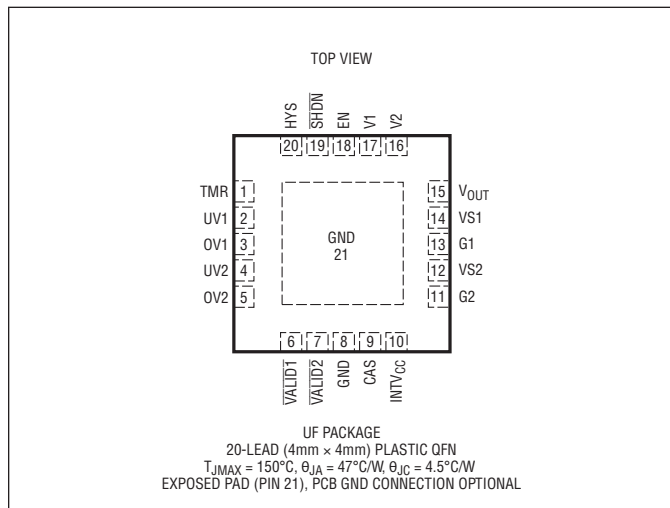 TOP VIEW
HYS
S̅H̅D̅N̅
EN
V1
V2
20 19 18 17 16
TMR 1
UV1 2
OV1 3
UV2 4
OV2 5
GND
21
15 VOUT
14 VS1
13 G1
12 VS2
11 G2
6 7 8 9 10
V̅A̅L̅I̅D̅1̅
V̅A̅L̅I̅D̅2̅
GND
CAS
INTVCC
UF PACKAGE
20-LEAD (4mm × 4mm) PLASTIC QFN
TJMAX = 150°C, θJA = 47°C/W, θJC = 4.5°C/W
EXPOSED PAD (PIN 21), PCB GND CONNECTION OPTIONAL